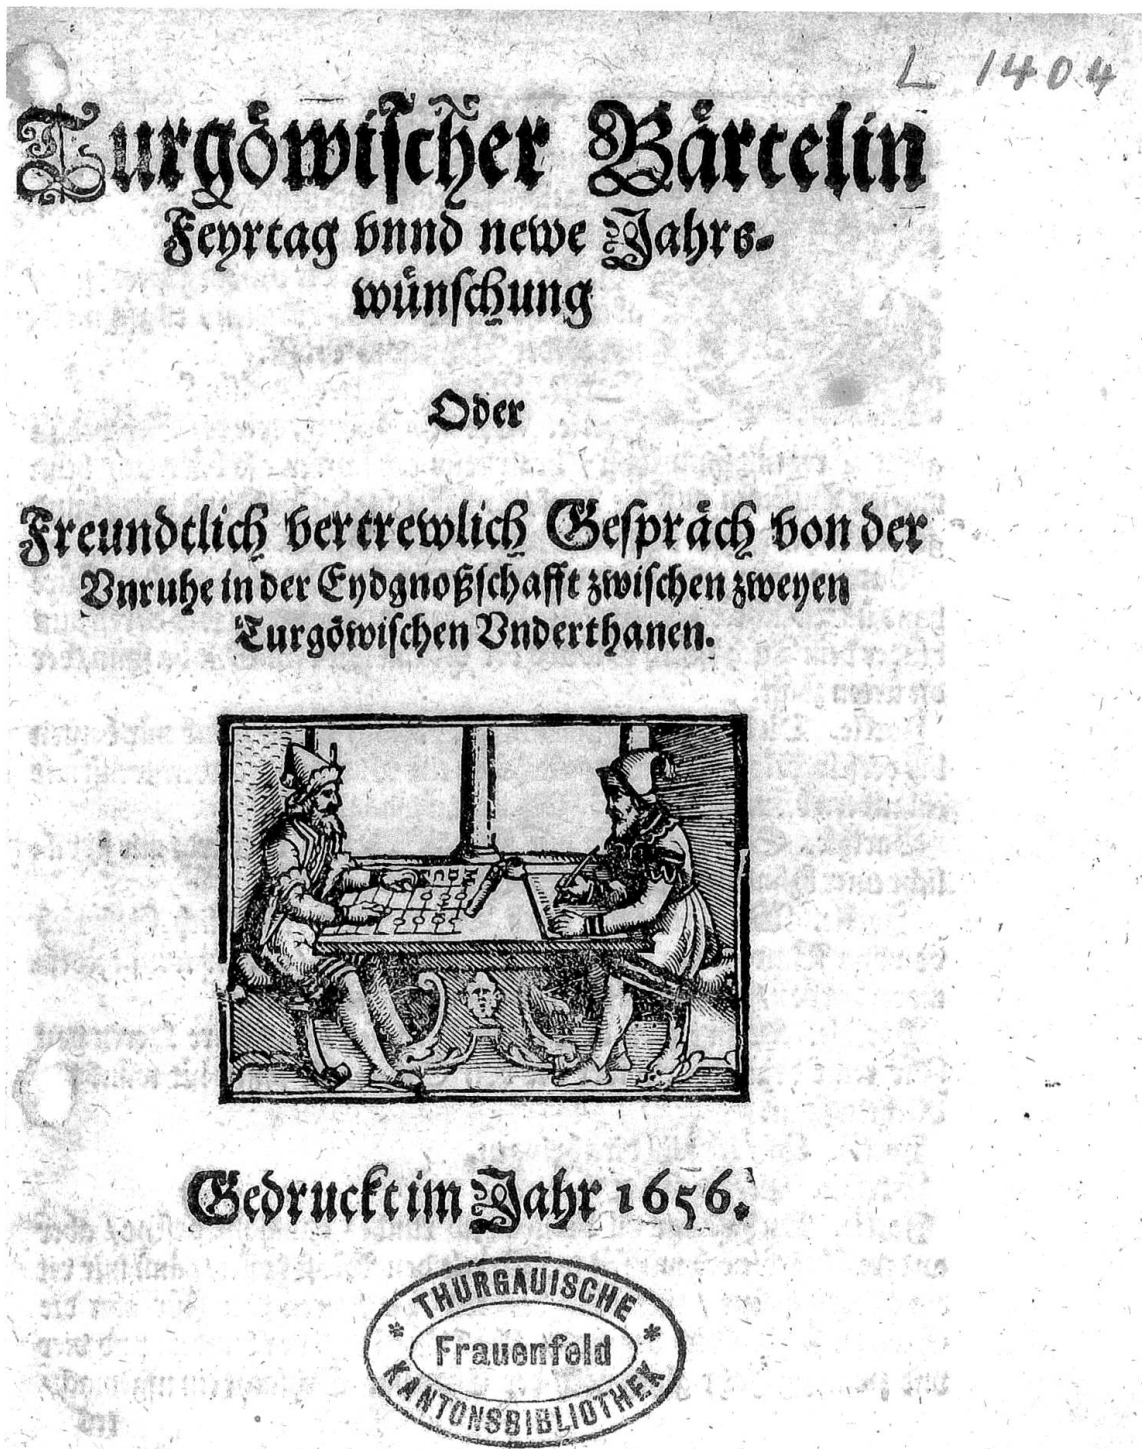 L 1404
Turgöwischer Bärtelin
Feyrtag vnnd newe Jahrs-
wünschung
Oder
Freundtlich vertrewlich Gespräch von der
Vnruhe in der Eydgnoßschafft zwischen zweyen
Turgöwischen Vnderthanen.
Gedruckt im Jahr 1656.
THURGAUISCHE
Frauenfeld
KANTONSBIBLIOTHEK